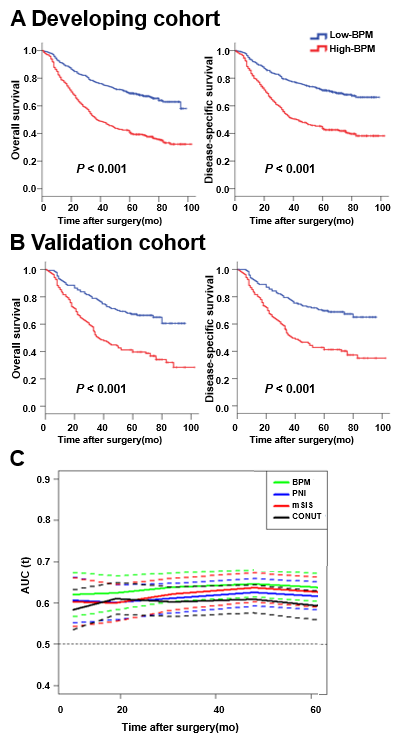 A Developing cohort
Low-BPM
High-BPM
Overall survival
1.0
0.8
0.6
0.4
0.2
0.0
P < 0.001
0 20 40 60 80 100
Time after surgery(mo)
Disease-specific survival
1.0
0.8
0.6
0.4
0.2
0.0
P < 0.001
0 20 40 60 80 100
Time after surgery(mo)
B Validation cohort
Overall survival
1.0
0.8
0.6
0.4
0.2
0.0
P < 0.001
0 20 40 60 80 100
Time after surgery(mo)
Disease-specific survival
1.0
0.8
0.6
0.4
0.2
0.0
P < 0.001
0 20 40 60 80 100
Time after surgery(mo)
C
BPM
PNI
mSIS
CONUT
AUC (t)
0.9
0.8
0.7
0.6
0.5
0.4
0 20 40 60
Time after surgery(mo)